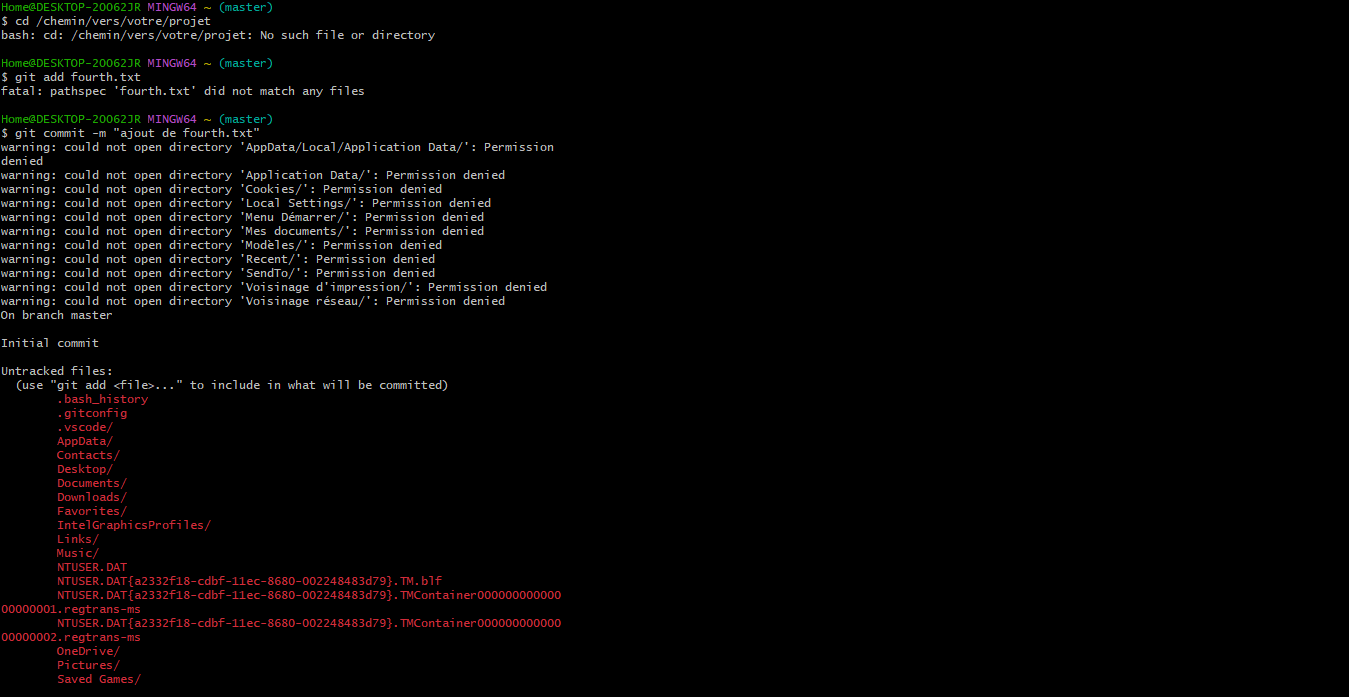 Home@DESKTOP-2OO62JR MINGW64 ~ (master)
$ cd /chemin/vers/votre/projet
bash: cd: /chemin/vers/votre/projet: No such file or directory
Home@DESKTOP-2OO62JR MINGW64 ~ (master)
$ git add fourth.txt
fatal: pathspec 'fourth.txt' did not match any files
Home@DESKTOP-2OO62JR MINGW64 ~ (master)
$ git commit -m "ajout de fourth.txt"
warning: could not open directory 'AppData/Local/Application Data/': Permission
denied
warning: could not open directory 'Application Data/': Permission denied
warning: could not open directory 'Cookies/': Permission denied
warning: could not open directory 'Local Settings/': Permission denied
warning: could not open directory 'Menu Démarrer/': Permission denied
warning: could not open directory 'Mes documents/': Permission denied
warning: could not open directory 'Modèles/': Permission denied
warning: could not open directory 'Recent/': Permission denied
warning: could not open directory 'SendTo/': Permission denied
warning: could not open directory 'Voisinage d'impression/': Permission denied
warning: could not open directory 'Voisinage réseau/': Permission denied
On branch master
Initial commit
Untracked files:
  (use "git add <file>..." to include in what will be committed)
        .bash_history
        .gitconfig
        .vscode/
        AppData/
        Contacts/
        Desktop/
        Documents/
        Downloads/
        Favorites/
        IntelGraphicsProfiles/
        Links/
        Music/
        NTUSER.DAT
        NTUSER.DAT{a2332f18-cdbf-11ec-8680-002248483d79}.TM.blf
        NTUSER.DAT{a2332f18-cdbf-11ec-8680-002248483d79}.TMContainer000000000000
00000001.regtrans-ms
        NTUSER.DAT{a2332f18-cdbf-11ec-8680-002248483d79}.TMContainer000000000000
00000002.regtrans-ms
        OneDrive/
        Pictures/
        Saved Games/